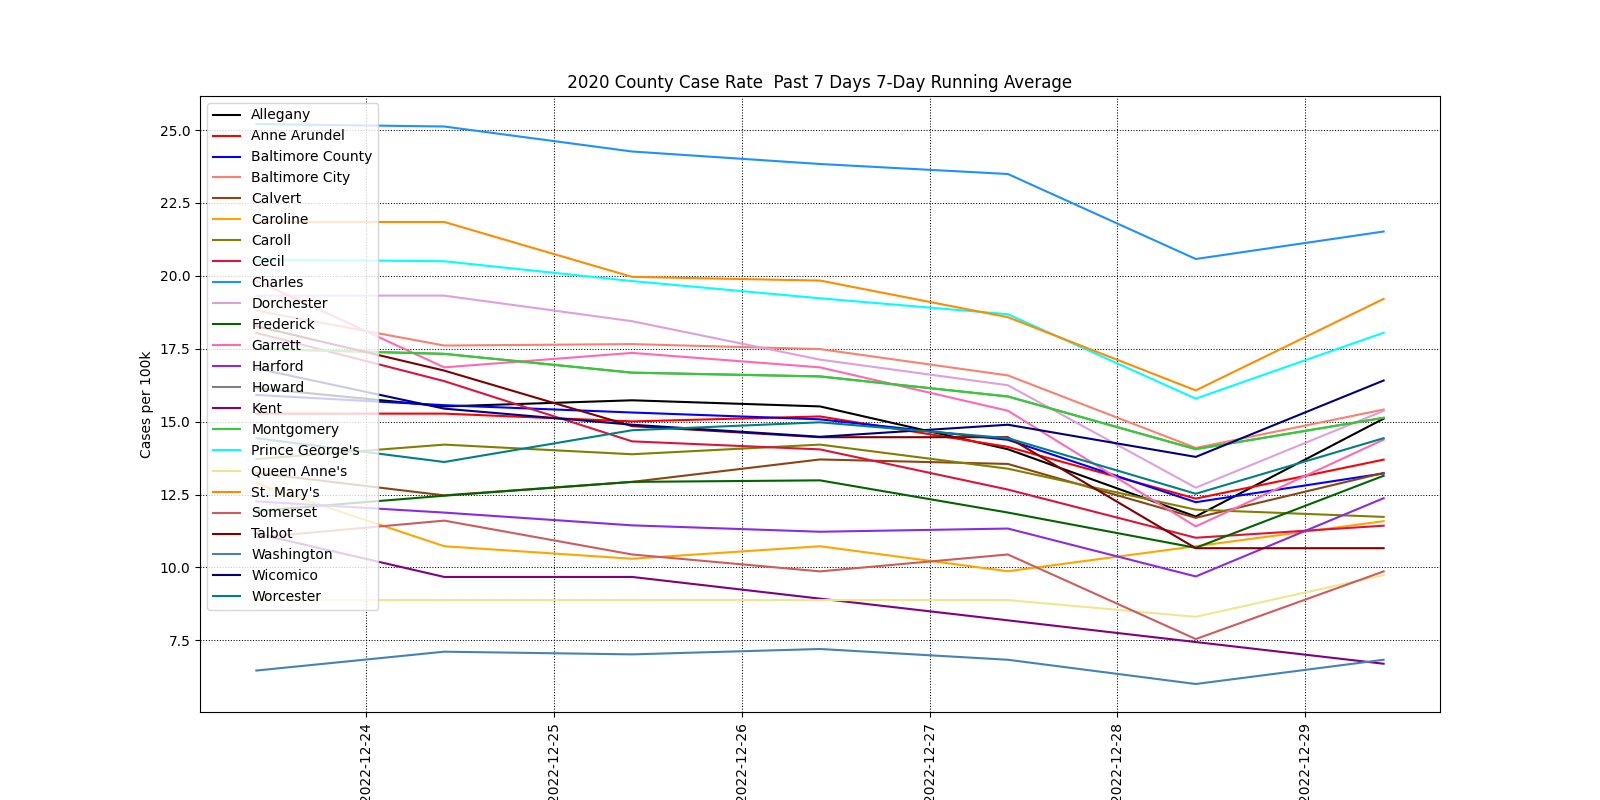 2020 County Case Rate  Past 7 Days 7-Day Running Average
Cases per 100k
25.0
22.5
20.0
17.5
15.0
12.5
10.0
7.5
Allegany
Anne Arundel
Baltimore County
Baltimore City
Calvert
Caroline
Caroll
Cecil
Charles
Dorchester
Frederick
Garrett
Harford
Howard
Kent
Montgomery
Prince George's
Queen Anne's
St. Mary's
Somerset
Talbot
Washington
Wicomico
Worcester
2022-12-24
2022-12-25
2022-12-26
2022-12-27
2022-12-28
2022-12-29